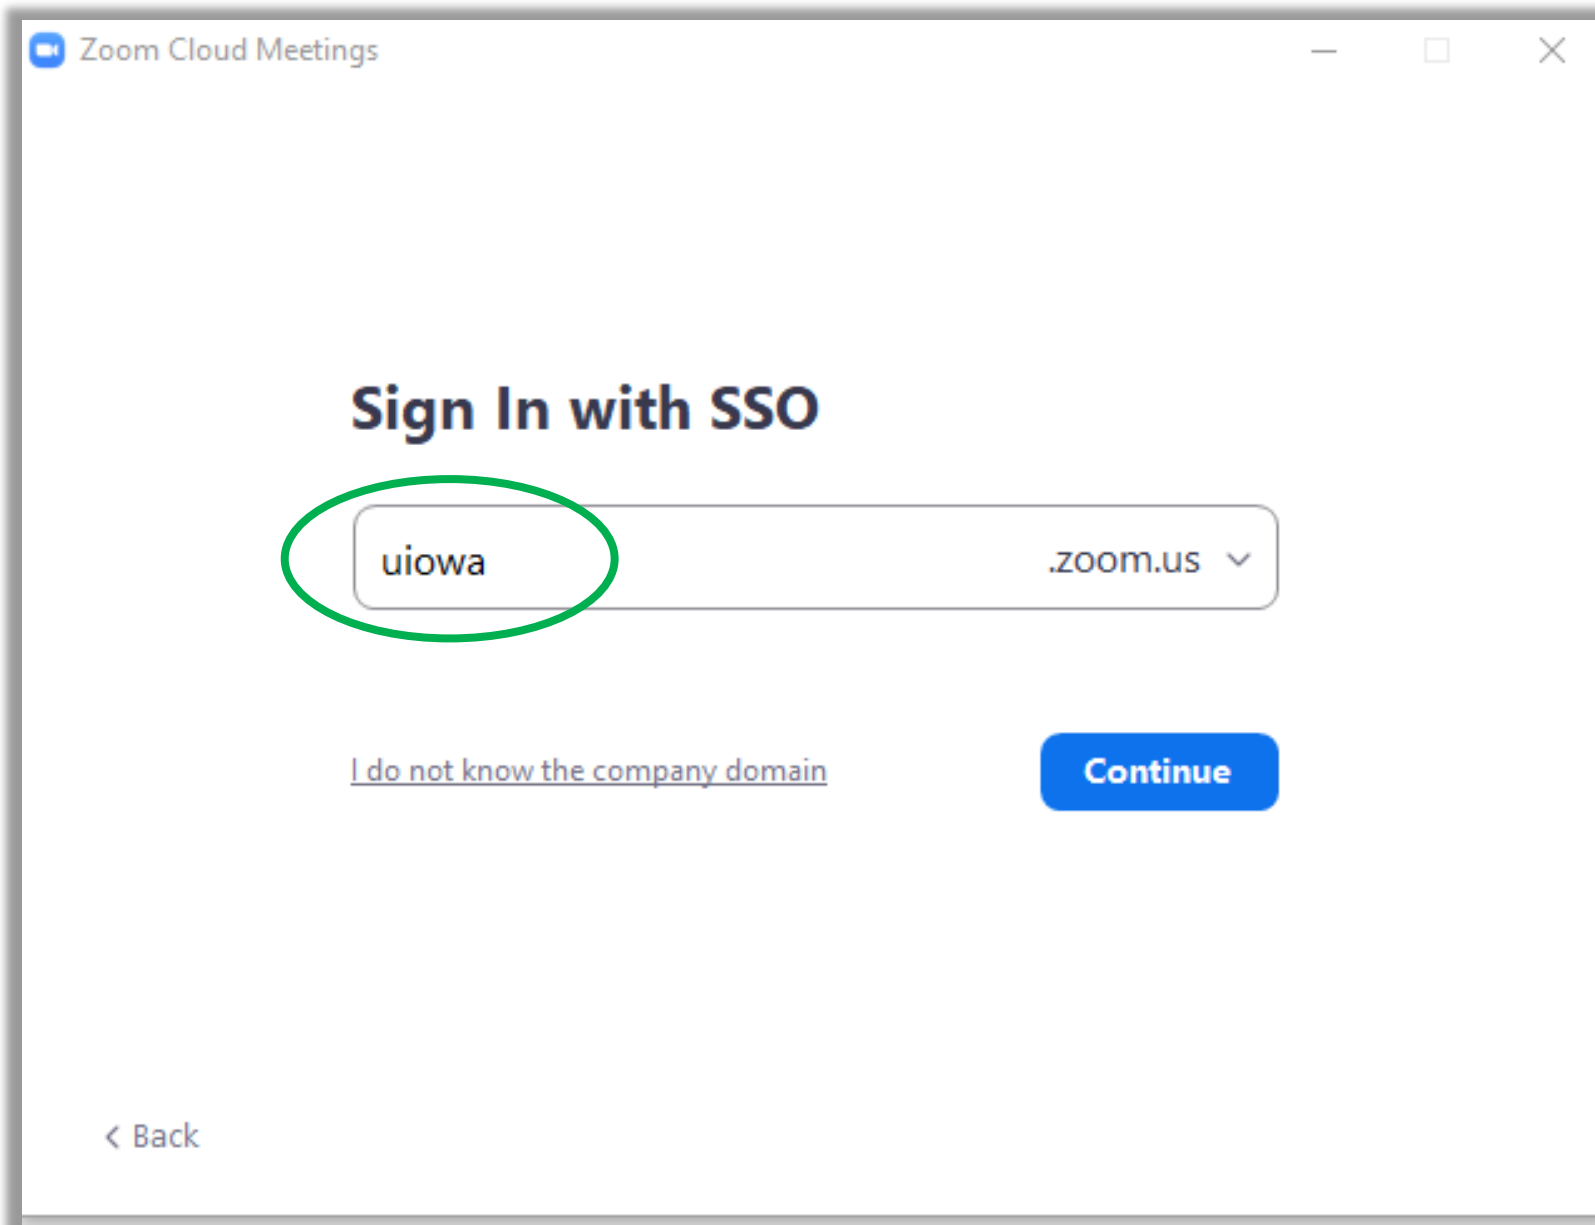 Zoom Cloud Meetings
Sign In with SSO
uiowa .zoom.us
I do not know the company domain Continue
Back